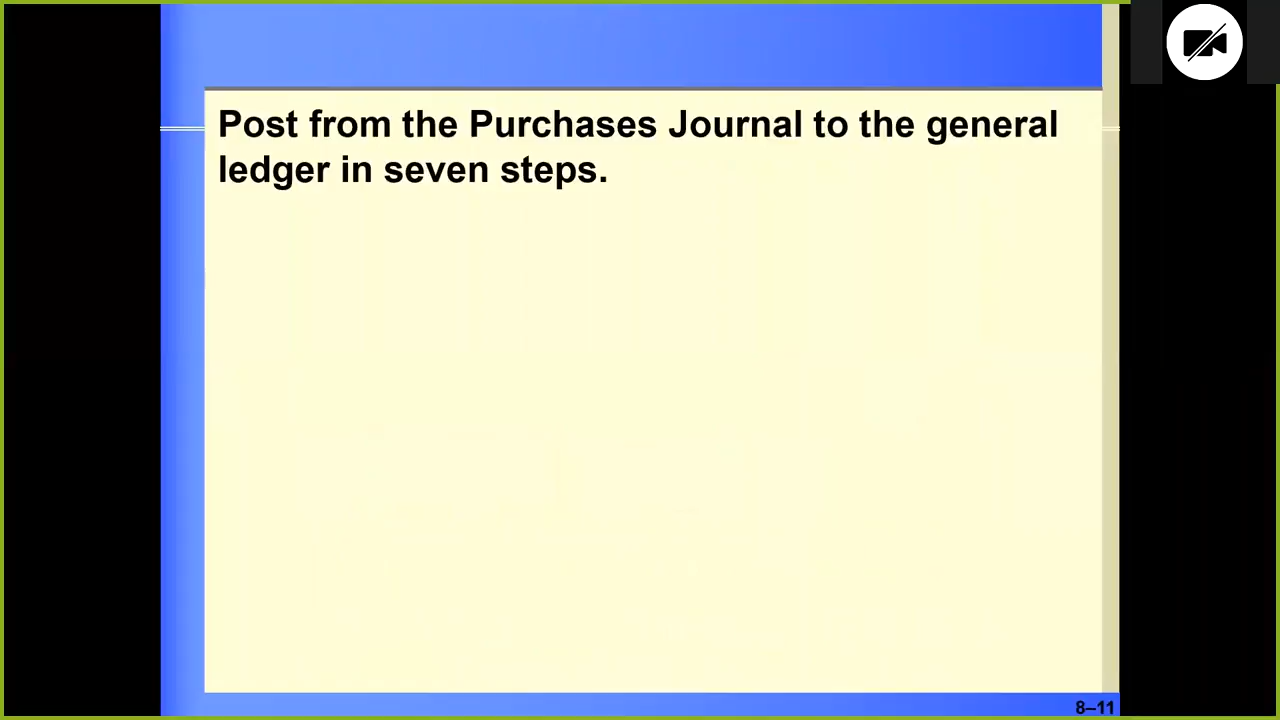 Post from the Purchases Journal to the general
ledger in seven steps.
8–11